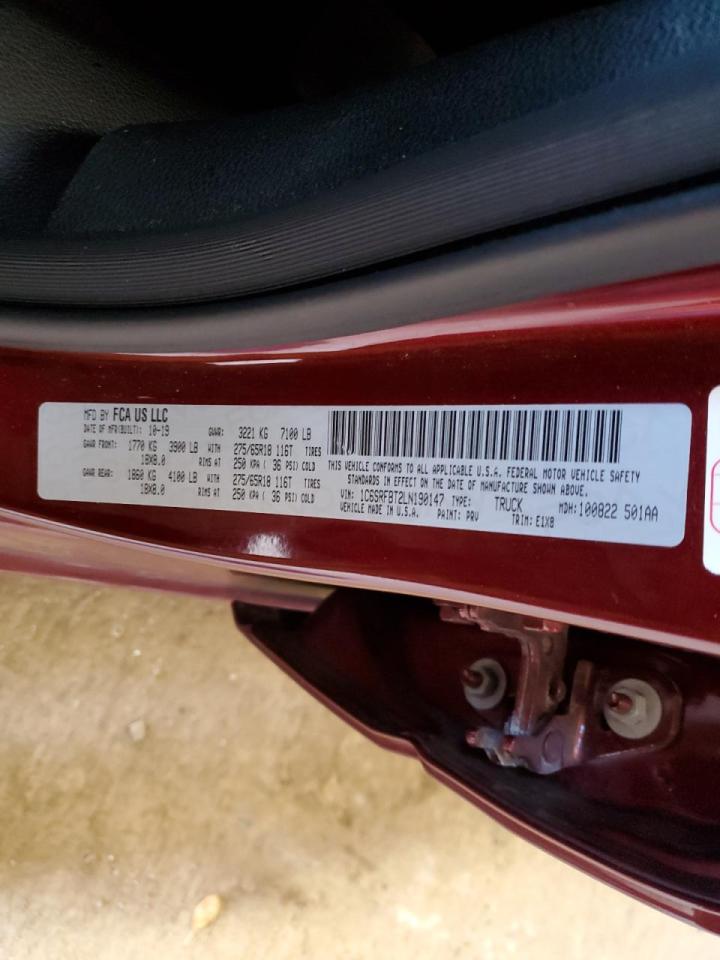 MFD BY FCA US LLC
DATE OF MFR(BUILT): 10-19 GVWR: 3221 KG 7100 LB
GAWR FRONT: 1770 KG 3900 LB WITH 275/65R18 116T TIRES
18X8.0 RIMS AT 250 KPA ( 36 PSI) COLD
GAWR REAR: 1860 KG 4100 LB WITH 275/65R18 116T TIRES
18X8.0 RIMS AT 250 KPA ( 36 PSI) COLD
THIS VEHICLE CONFORMS TO ALL APPLICABLE U.S.A. FEDERAL MOTOR VEHICLE SAFETY
STANDARDS IN EFFECT ON THE DATE OF MANUFACTURE SHOWN ABOVE.
VIN: 1C6SRFBT2LN190147 TYPE: TRUCK MDH: 100822 501AA
VEHICLE MADE IN U.S.A. PAINT: PRV TRIM: E1X8